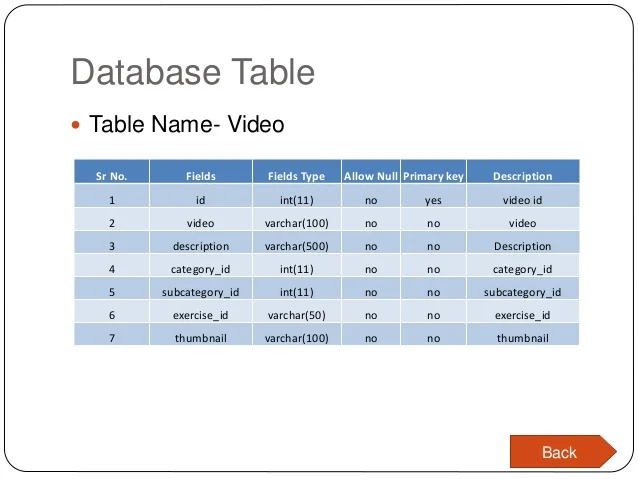 Database Table
• Table Name- Video
Sr No. Fields Fields Type Allow Null Primary key Description
1 id int(11) no yes video id
2 video varchar(100) no no video
3 description varchar(500) no no Description
4 category_id int(11) no no category_id
5 subcategory_id int(11) no no subcategory_id
6 exercise_id varchar(50) no no exercise_id
7 thumbnail varchar(100) no no thumbnail
Back